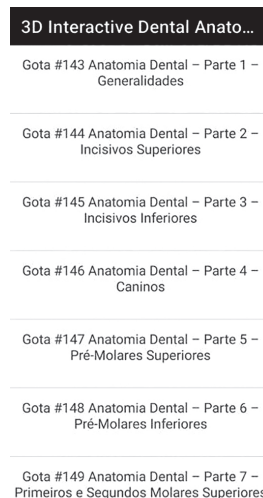 3D Interactive Dental Anato...
Gota #143 Anatomia Dental – Parte 1 –
Generalidades
Gota #144 Anatomia Dental – Parte 2 –
Incisivos Superiores
Gota #145 Anatomia Dental – Parte 3 –
Incisivos Inferiores
Gota #146 Anatomia Dental – Parte 4 –
Caninos
Gota #147 Anatomia Dental – Parte 5 –
Pré-Molares Superiores
Gota #148 Anatomia Dental – Parte 6 –
Pré-Molares Inferiores
Gota #149 Anatomia Dental – Parte 7 –
Primeiros e Segundos Molares Superiores